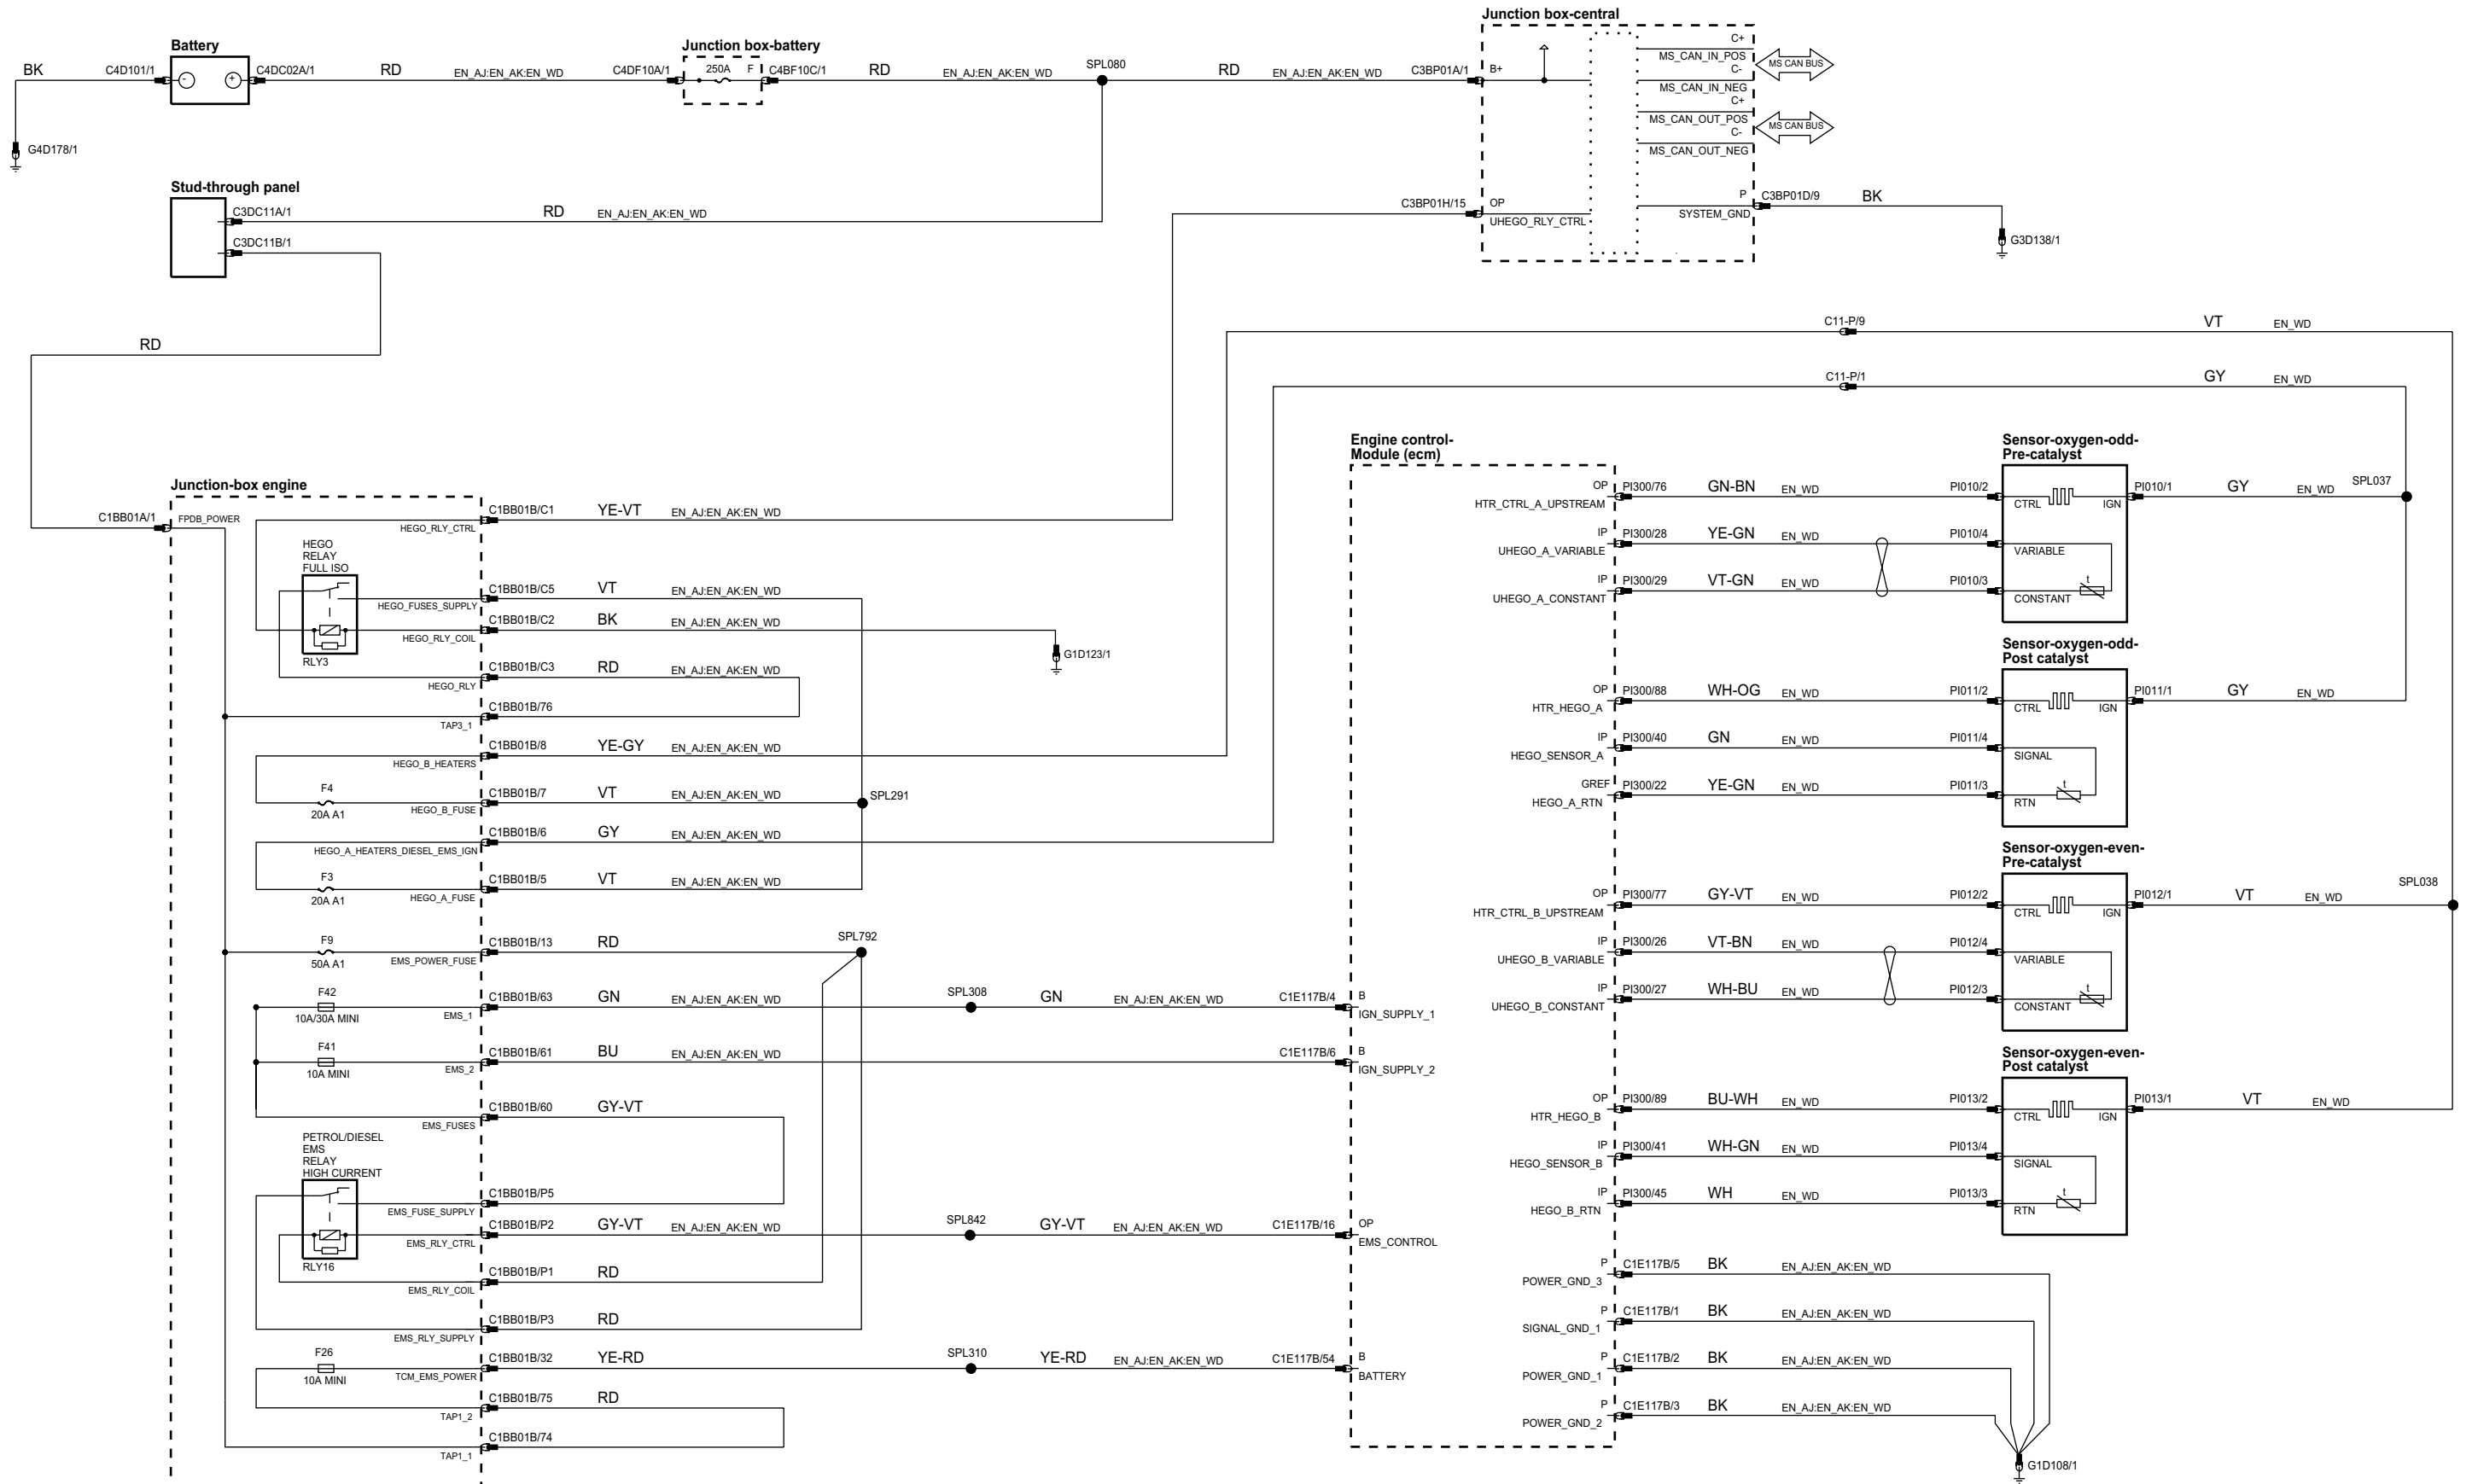 Junction box-central
Battery
Junction box-battery
BK
C4D101/1
-
+
C4DC02A/1
RD
EN_AJ:EN_AK:EN_WD
C4DF10A/1
250A
F
C4BF10C/1
RD
EN_AJ:EN_AK:EN_WD
SPL080
RD
EN_AJ:EN_AK:EN_WD
C3BP01A/1
B+
C+
MS_CAN_IN_POS
C-
MS_CAN_IN_NEG
MS CAN BUS
C+
MS_CAN_OUT_POS
C-
MS_CAN_OUT_NEG
MS CAN BUS
G4D178/1
Stud-through panel
C3DC11A/1
RD
EN_AJ:EN_AK:EN_WD
C3DC11B/1
C3BP01H/15
OP
UHEGO_RLY_CTRL
P
SYSTEM_GND
C3BP01D/9
BK
G3D138/1
RD
C11-P/9
VT
EN_WD
C11-P/1
GY
EN_WD
Junction-box engine
C1BB01A/1
FPDB_POWER
HEGO_RLY_CTRL
C1BB01B/C1
YE-VT
EN_AJ:EN_AK:EN_WD
HEGO
RELAY
FULL ISO
RLY3
HEGO_FUSES_SUPPLY
C1BB01B/C5
VT
EN_AJ:EN_AK:EN_WD
HEGO_RLY_COIL
C1BB01B/C2
BK
EN_AJ:EN_AK:EN_WD
G1D123/1
HEGO_RLY
C1BB01B/C3
RD
EN_AJ:EN_AK:EN_WD
TAP3_1
C1BB01B/76
HEGO_B_HEATERS
C1BB01B/8
YE-GY
EN_AJ:EN_AK:EN_WD
F4
20A A1
HEGO_B_FUSE
C1BB01B/7
VT
EN_AJ:EN_AK:EN_WD
SPL291
HEGO_A_HEATERS_DIESEL_EMS_IGN
C1BB01B/6
GY
EN_AJ:EN_AK:EN_WD
F3
20A A1
HEGO_A_FUSE
C1BB01B/5
VT
EN_AJ:EN_AK:EN_WD
F9
50A A1
EMS_POWER_FUSE
C1BB01B/13
RD
SPL792
F42
10A/30A MINI
EMS_1
C1BB01B/63
GN
EN_AJ:EN_AK:EN_WD
SPL308
GN
EN_AJ:EN_AK:EN_WD
C1E117B/4
B
IGN_SUPPLY_1
F41
10A MINI
EMS_2
C1BB01B/61
BU
EN_AJ:EN_AK:EN_WD
C1E117B/6
B
IGN_SUPPLY_2
EMS_FUSES
C1BB01B/60
GY-VT
PETROL/DIESEL
EMS
RELAY
HIGH CURRENT
RLY16
EMS_FUSE_SUPPLY
C1BB01B/P5
EMS_RLY_CTRL
C1BB01B/P2
GY-VT
EN_AJ:EN_AK:EN_WD
SPL842
GY-VT
EN_AJ:EN_AK:EN_WD
C1E117B/16
OP
EMS_CONTROL
EMS_RLY_COIL
C1BB01B/P1
RD
EMS_RLY_SUPPLY
C1BB01B/P3
RD
F26
10A MINI
TCM_EMS_POWER
C1BB01B/32
YE-RD
SPL310
YE-RD
EN_AJ:EN_AK:EN_WD
C1E117B/54
B
BATTERY
TAP1_2
C1BB01B/75
RD
TAP1_1
C1BB01B/74
Engine control-
Module (ecm)
OP
HTR_CTRL_A_UPSTREAM
PI300/76
GN-BN
EN_WD
PI010/2
IP
UHEGO_A_VARIABLE
PI300/28
YE-GN
EN_WD
PI010/4
IP
UHEGO_A_CONSTANT
PI300/29
VT-GN
EN_WD
PI010/3
Sensor-oxygen-odd-
Pre-catalyst
CTRL
IGN
VARIABLE
CONSTANT
t
PI010/1
GY
EN_WD
SPL037
OP
HTR_HEGO_A
PI300/88
WH-OG
EN_WD
PI011/2
IP
HEGO_SENSOR_A
PI300/40
GN
EN_WD
PI011/4
GREF
HEGO_A_RTN
PI300/22
YE-GN
EN_WD
PI011/3
Sensor-oxygen-odd-
Post catalyst
CTRL
IGN
SIGNAL
RTN
t
PI011/1
GY
EN_WD
OP
HTR_CTRL_B_UPSTREAM
PI300/77
GY-VT
EN_WD
PI012/2
IP
UHEGO_B_VARIABLE
PI300/26
VT-BN
EN_WD
PI012/4
IP
UHEGO_B_CONSTANT
PI300/27
WH-BU
EN_WD
PI012/3
Sensor-oxygen-even-
Pre-catalyst
CTRL
IGN
VARIABLE
CONSTANT
t
PI012/1
VT
EN_WD
SPL038
OP
HTR_HEGO_B
PI300/89
BU-WH
EN_WD
PI013/2
IP
HEGO_SENSOR_B
PI300/41
WH-GN
EN_WD
PI013/4
IP
HEGO_B_RTN
PI300/45
WH
EN_WD
PI013/3
Sensor-oxygen-even-
Post catalyst
CTRL
IGN
SIGNAL
RTN
t
PI013/1
VT
EN_WD
P
POWER_GND_3
C1E117B/5
BK
EN_AJ:EN_AK:EN_WD
P
SIGNAL_GND_1
C1E117B/1
BK
EN_AJ:EN_AK:EN_WD
P
POWER_GND_1
C1E117B/2
BK
EN_AJ:EN_AK:EN_WD
P
POWER_GND_2
C1E117B/3
BK
EN_AJ:EN_AK:EN_WD
G1D108/1